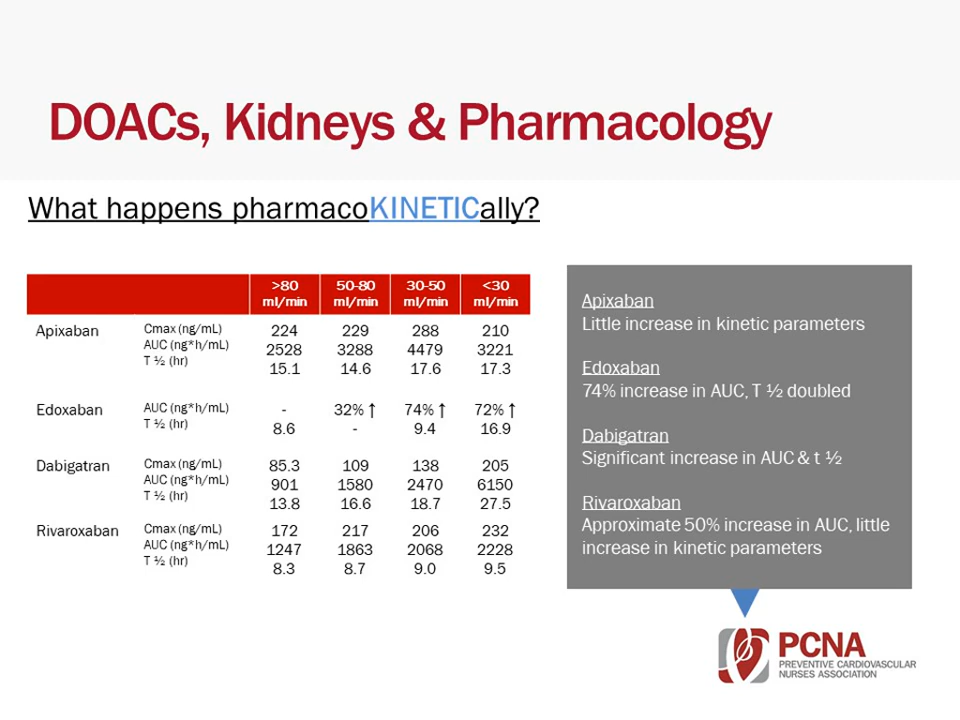 DOACs, Kidneys & Pharmacology
What happens pharmacoKINETICally?
>80 ml/min 50-80 ml/min 30-50 ml/min <30 ml/min
Apixaban Cmax (ng/mL) 224 229 288 210
AUC (ng*h/mL) 2528 3288 4479 3221
T ½ (hr) 15.1 14.6 17.6 17.3
Edoxaban AUC (ng*h/mL) - 32% ↑ 74% ↑ 72% ↑
T ½ (hr) 8.6 - 9.4 16.9
Dabigatran Cmax (ng/mL) 85.3 109 138 205
AUC (ng*h/mL) 901 1580 2470 6150
T ½ (hr) 13.8 16.6 18.7 27.5
Rivaroxaban Cmax (ng/mL) 172 217 206 232
AUC (ng*h/mL) 1247 1863 2068 2228
T ½ (hr) 8.3 8.7 9.0 9.5
Apixaban
Little increase in kinetic parameters
Edoxaban
74% increase in AUC, T ½ doubled
Dabigatran
Significant increase in AUC & t ½
Rivaroxaban
Approximate 50% increase in AUC, little
increase in kinetic parameters
PCNA
PREVENTIVE CARDIOVASCULAR
NURSES ASSOCIATION